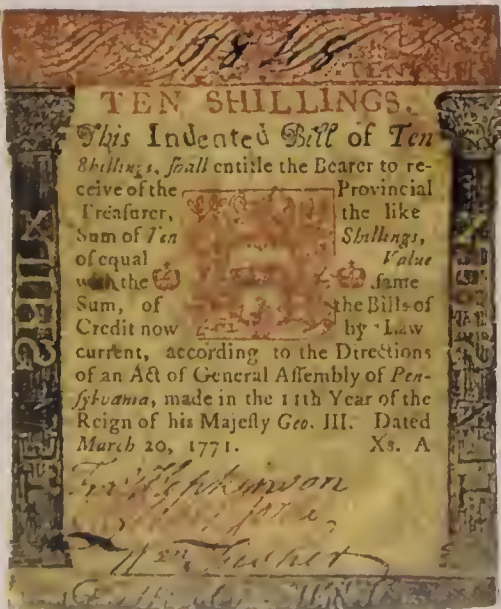 TEN SHILLINGS.
This Indented Bill of Ten
Shillings, ſhall entitle the Bearer to re-
ceive of the Provincial
Treaſurer, the like
Sum of Ten Shillings,
of equal Value
with the ſame
Sum, of the Bills of
Credit now by Law
current, according to the Directions
of an Act of General Aſſembly of Pen-
ſylvania, made in the 11th Year of the
Reign of his Majeſty Geo. III. Dated
March 20, 1771. Xs. A
Hopkinson
Fisher